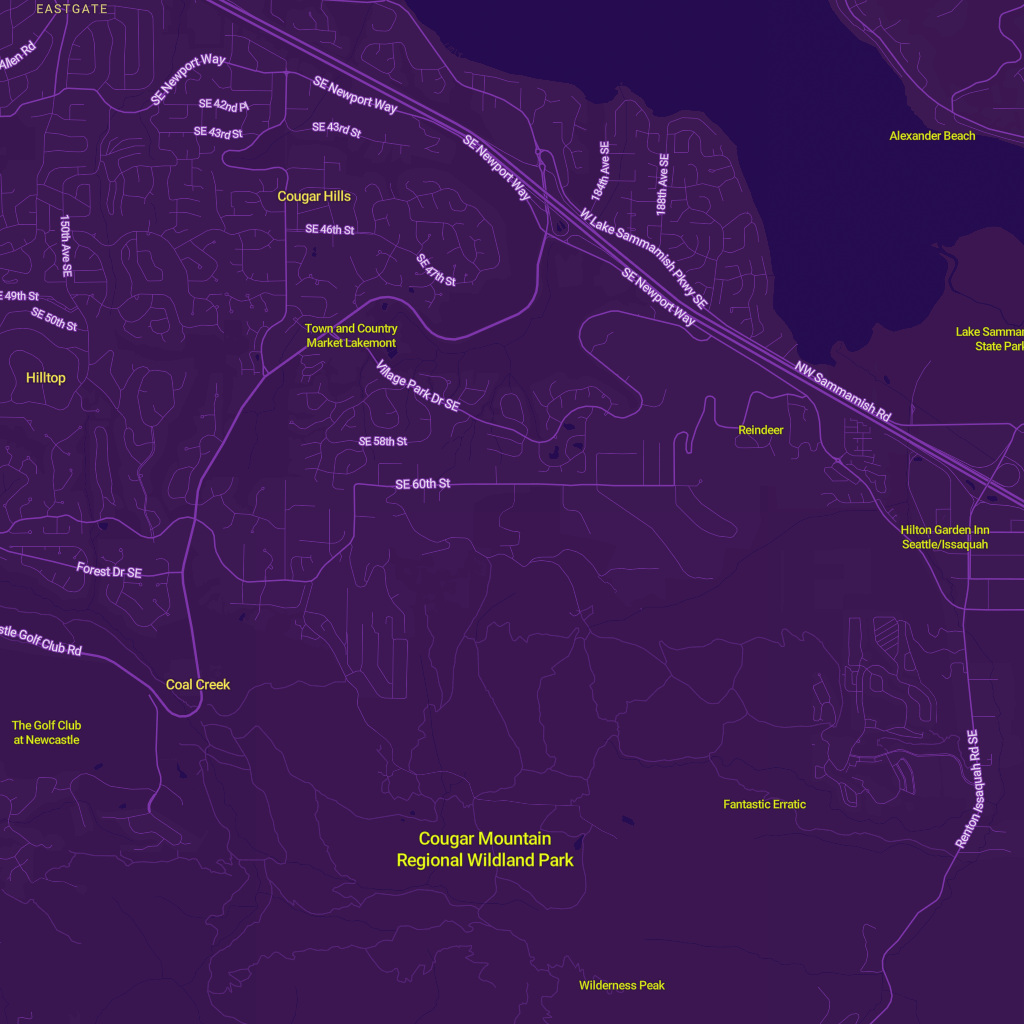 EASTGATE
Allen Rd
SE Newport Way
SE Newport Way
SE 42nd Pl
SE 43rd St
SE 43rd St
SE Newport Way
Alexander Beach
184th Ave SE
188th Ave SE
Cougar Hills
150th Ave SE
SE 46th St
W Lake Sammamish Pkwy SE
SE 47th St
SE Newport Way
SE 49th St
SE 50th St
Town and Country
Market Lakemont
Lake Sammam
State Park
Hilltop
Village Park Dr SE
NW Sammamish Rd
Reindeer
SE 58th St
SE 60th St
Hilton Garden Inn
Seattle/Issaquah
Forest Dr SE
stle Golf Club Rd
Coal Creek
The Golf Club
at Newcastle
Renton Issaquah Rd SE
Fantastic Erratic
Cougar Mountain
Regional Wildland Park
Wilderness Peak